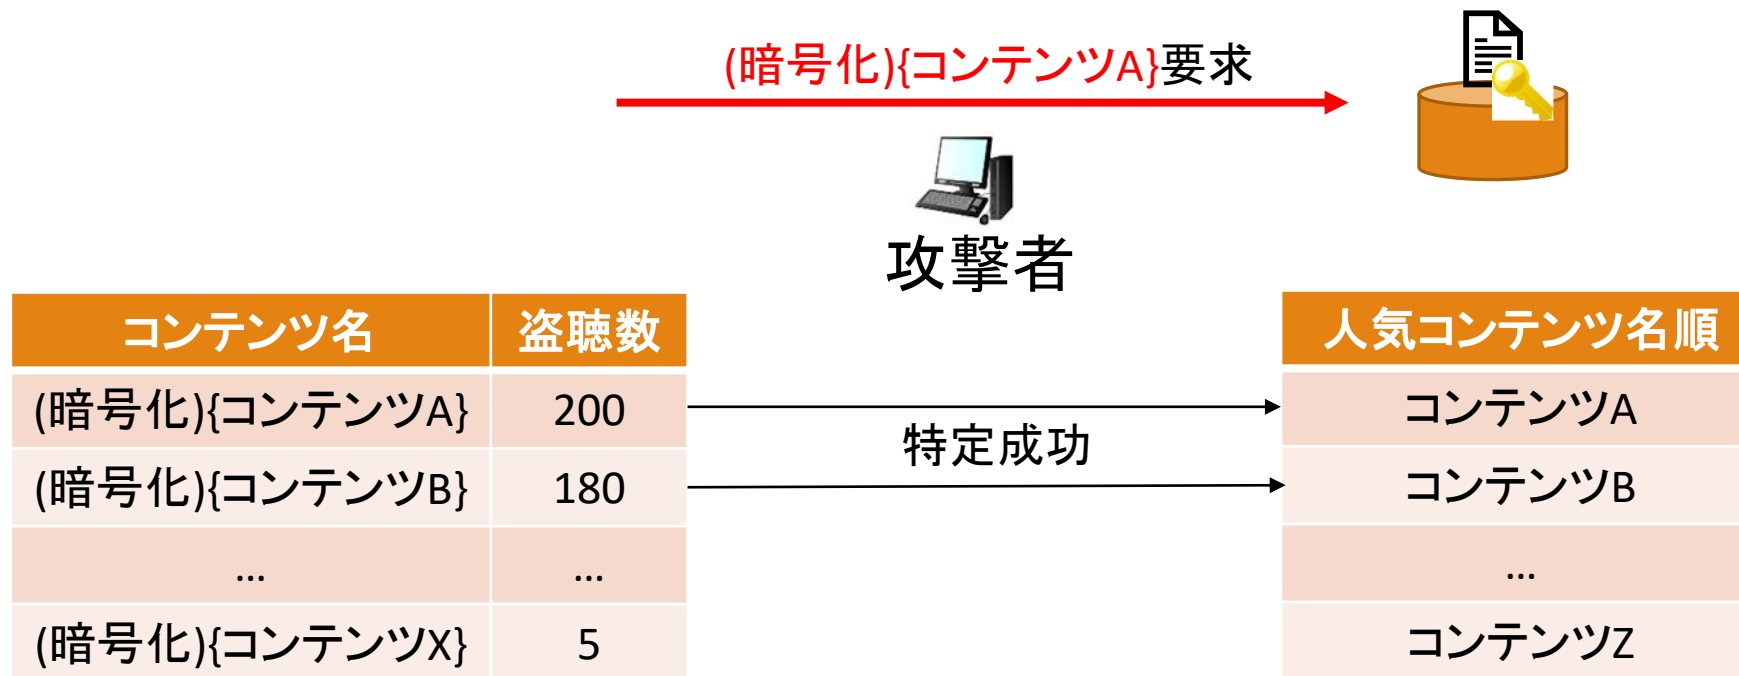 (暗号化){コンテンツA}要求
攻撃者
コンテンツ名 盗聴数
(暗号化){コンテンツA} 200
(暗号化){コンテンツB} 180
… …
(暗号化){コンテンツX} 5
特定成功
人気コンテンツ名順
コンテンツA
コンテンツB
…
コンテンツZ